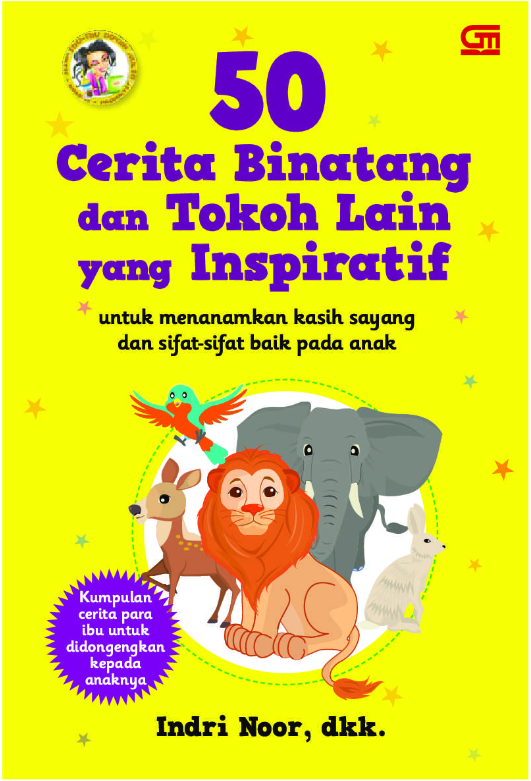 GM
50
Cerita Binatang
dan Tokoh Lain
yang Inspiratif
untuk menanamkan kasih sayang
dan sifat-sifat baik pada anak
Kumpulan
cerita para
ibu untuk
didongengkan
kepada
anaknya
Indri Noor, dkk.